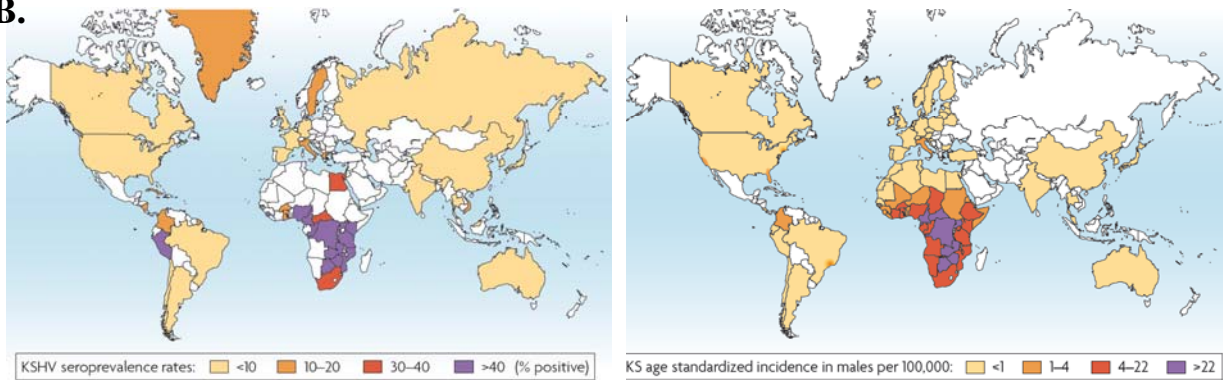 B.
KSHV seroprevalence rates: <10 10–20 30–40 >40 (% positive)
KS age standardized incidence in males per 100,000: <1 1–4 4–22 >22